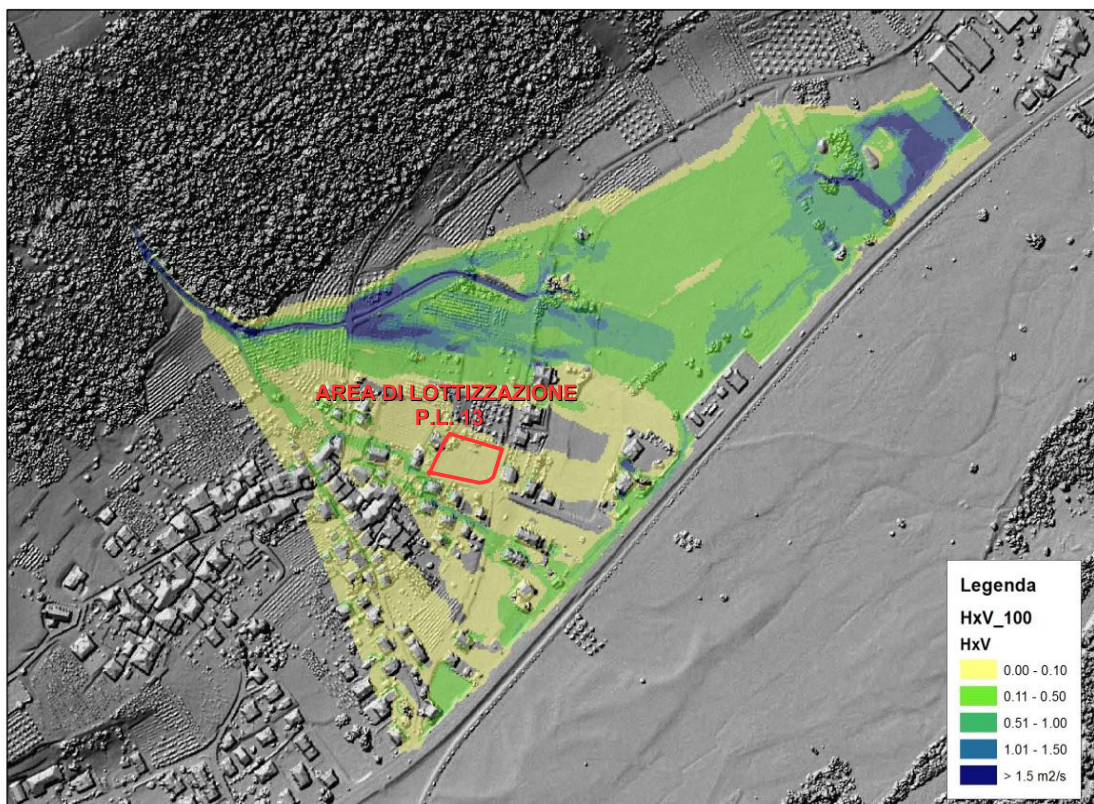 AREA DI LOTTIZZAZIONE
P.L. 13
Legenda
HxV_100
HxV
0.00 - 0.10
0.11 - 0.50
0.51 - 1.00
1.01 - 1.50
> 1.5 m2/s